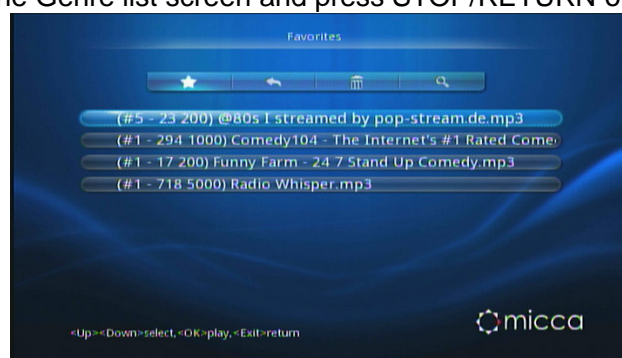 Genre list screen and press STOP/RETURN
Favorites
(#5 - 23 200) @80s I streamed by pop-stream.de.mp3
(#1 - 294 1000) Comedy104 - The Internet's #1 Rated Come
(#1 - 17 200) Funny Farm - 24 7 Stand Up Comedy.mp3
(#1 - 718 5000) Radio Whisper.mp3
<Up><Down>select,<OK>play,<Exit>return
micca